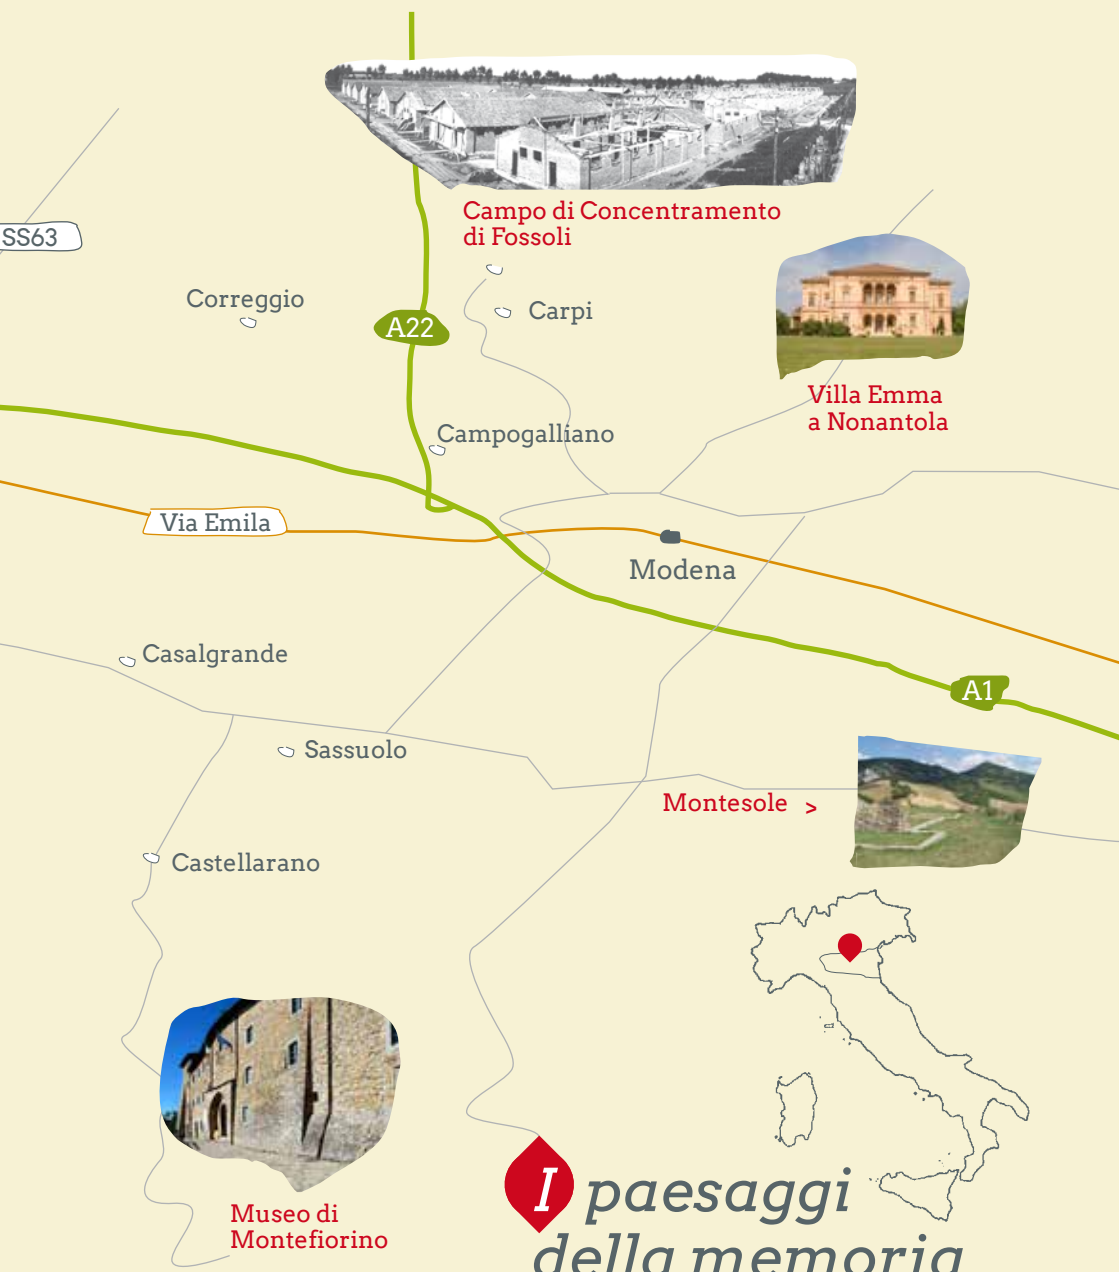 Campo di Concentramento
di Fossoli
SS63
Correggio
Carpi
A22
Villa Emma
a Nonantola
Campogalliano
Via Emila
Modena
Casalgrande
A1
Sassuolo
Montesole >
Castellarano
Museo di
Montefiorino
I paesaggi
della memoria